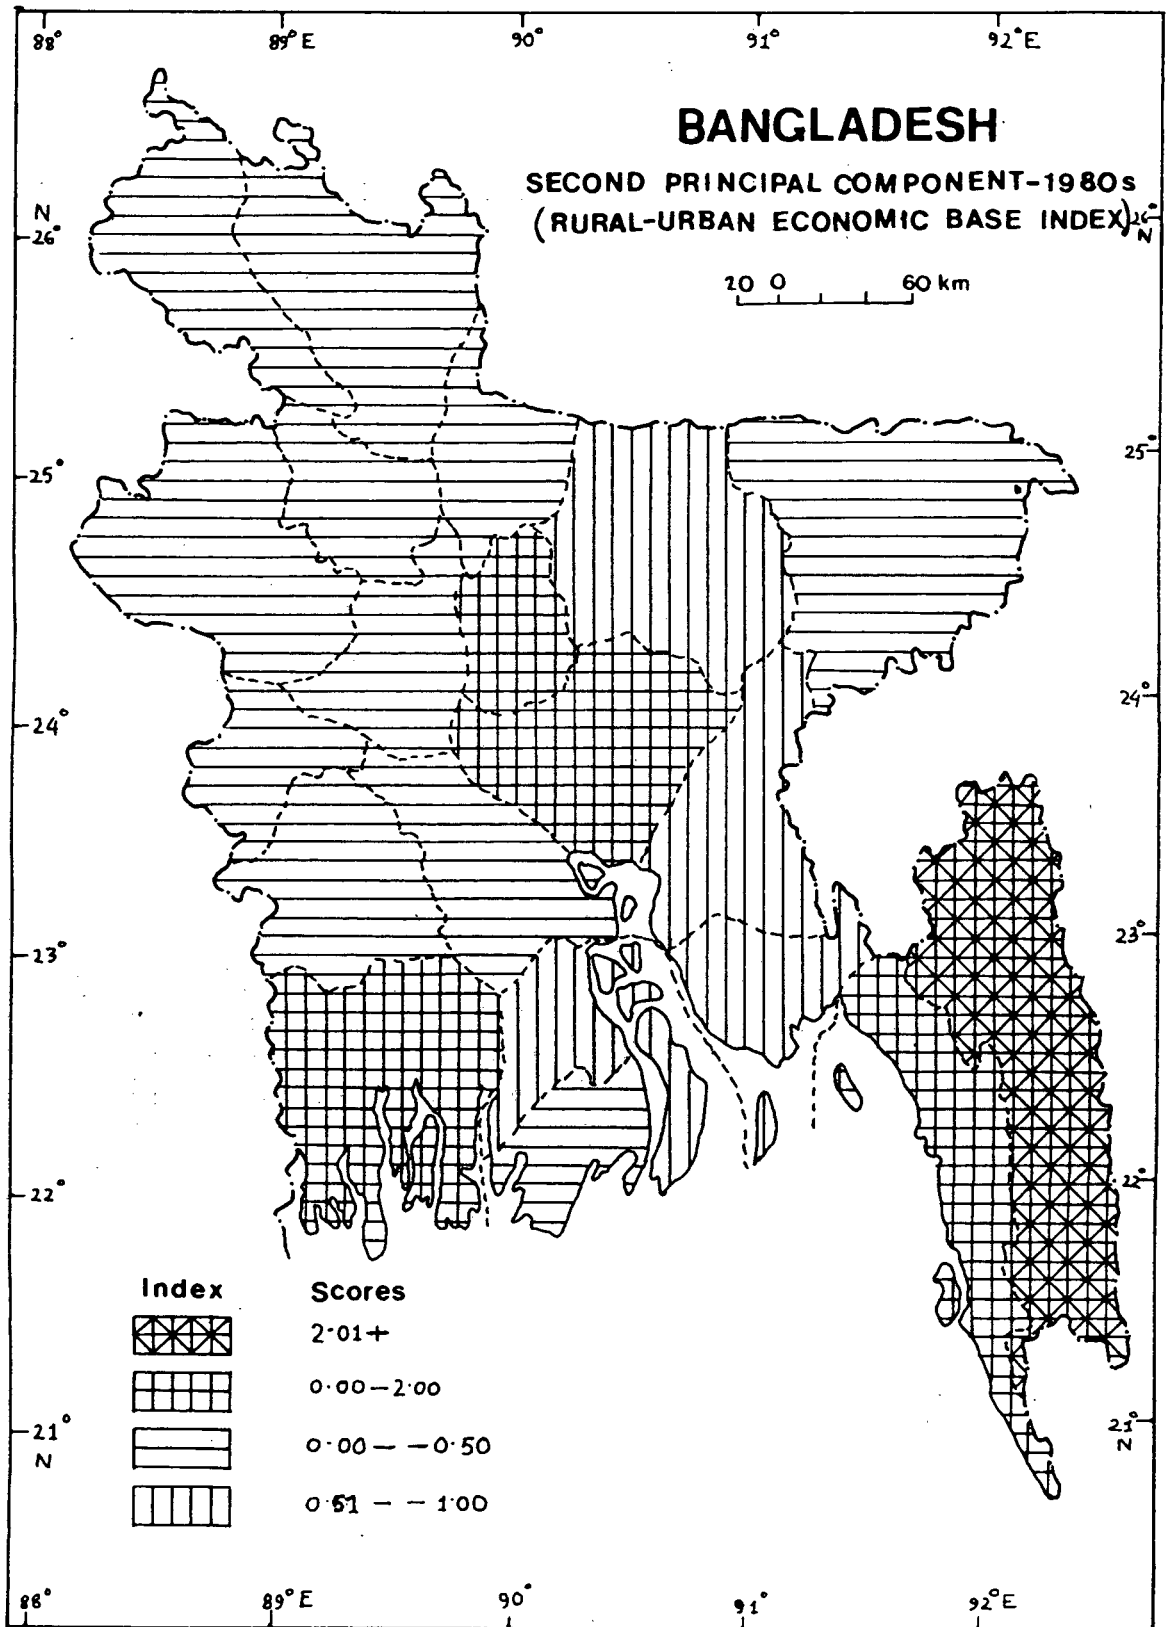 88° 89°E 90° 91° 92°E
BANGLADESH
SECOND PRINCIPAL COMPONENT-1980s
(RURAL-URBAN ECONOMIC BASE INDEX)
N
26°
26°
N
20 0 60 km
25°
25°
24°
24°
23°
23°
22°
22°
Index Scores
2.01+
0.00-2.00
0.00--0.50
0.51--1.00
21°
N
21°
N
88° 89°E 90° 91° 92°E